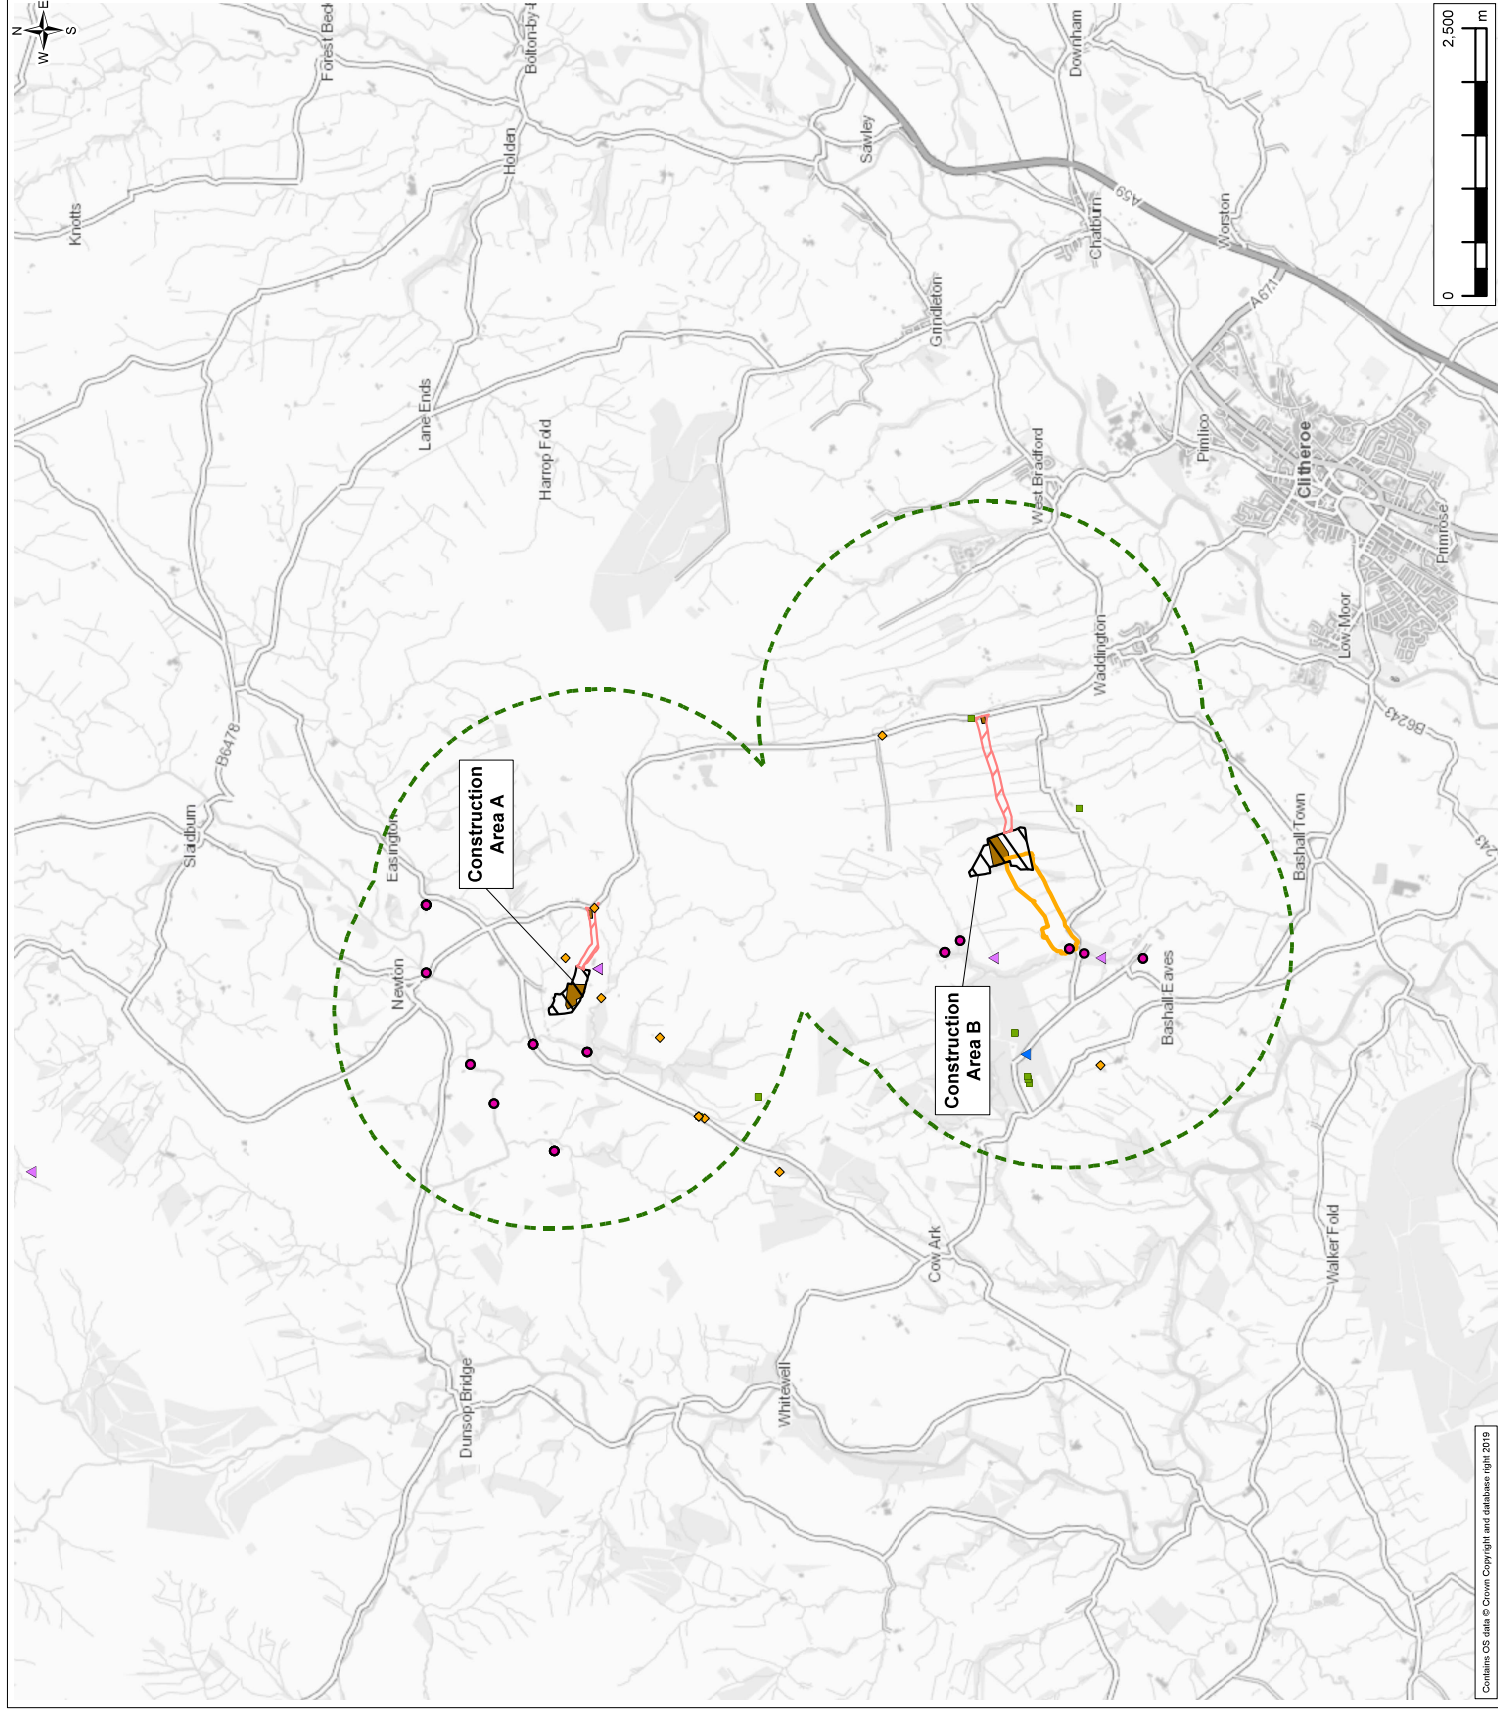 N
E
S
W
Knotts
Forest Bec
Bolton-by-
Holden
Sawley
Downham
Chatburn
A59
Worston
A671
Grindleton
Lane Ends
Harrop Fold
West Bradford
Pimlico
Clitheroe
Primrose
Low Moor
Waddington
B6243
B6478
Slaidburn
Easington
Newton
Construction
Area A
Construction
Area B
Bashall Town
243
Bashall Eaves
Cow Ark
Walker Fold
Dunsop Bridge
Whitewell
0
2,500
m
Contains OS data © Crown Copyright and database right 2019